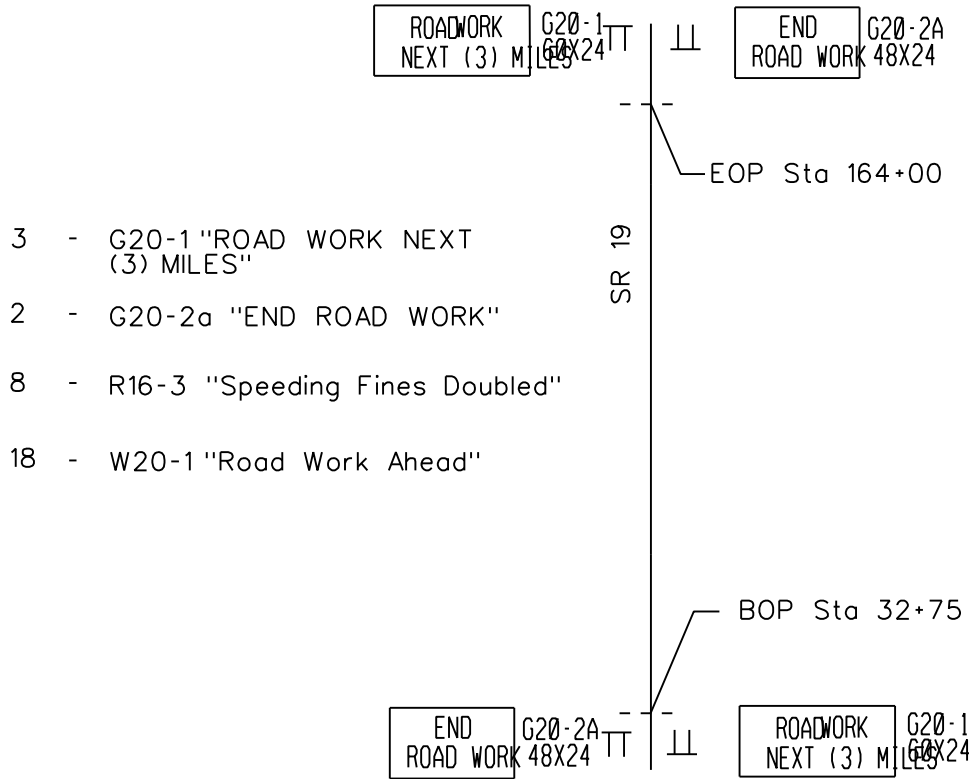 ROADWORK
NEXT (3) MILES
G20-1
60X24
END
ROAD WORK
G20-2A
48X24
EOP Sta 164+00
SR 19
3 - G20-1 "ROAD WORK NEXT
(3) MILES"
2 - G20-2a "END ROAD WORK"
8 - R16-3 "Speeding Fines Doubled"
18 - W20-1 "Road Work Ahead"
BOP Sta 32+75
END
ROAD WORK
G20-2A
48X24
ROADWORK
NEXT (3) MILES
G20-1
60X24